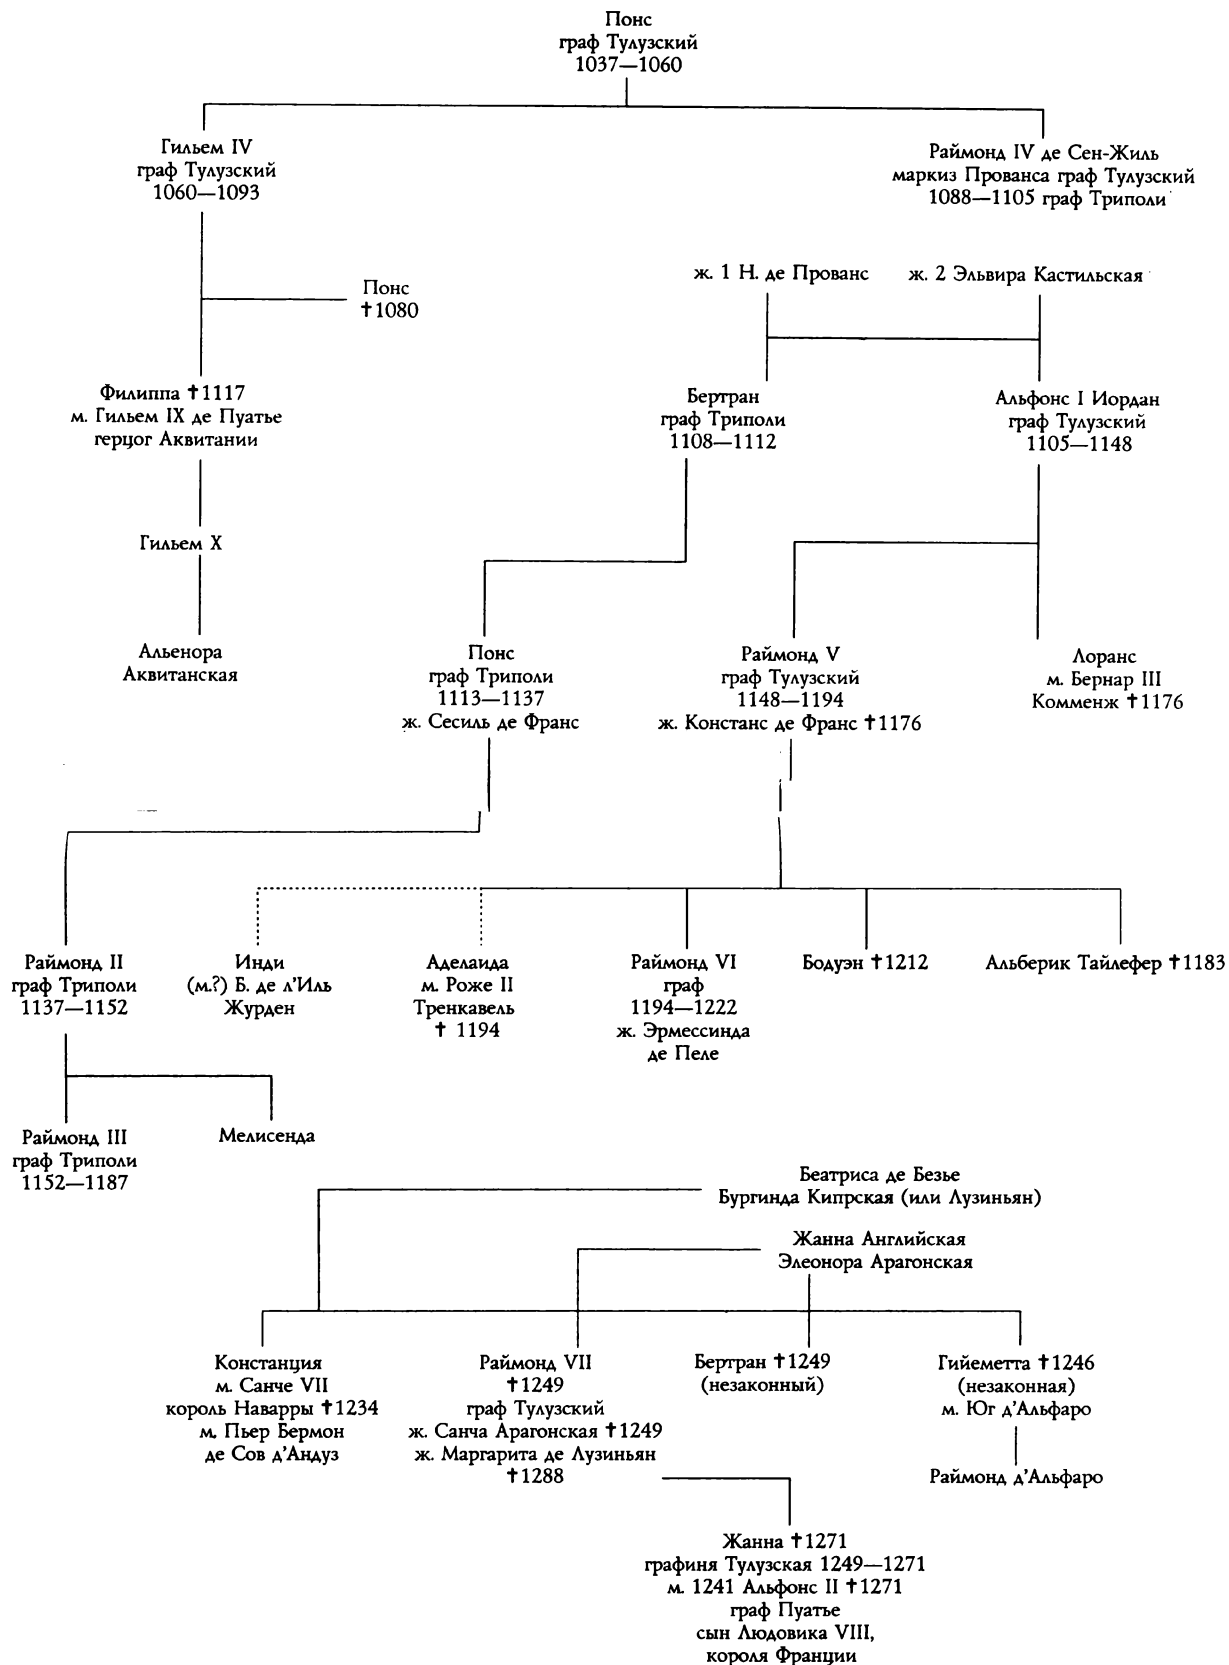 Понс
граф Тулузский
1037—1060
Гильем IV
граф Тулузский
1060—1093
Раймонд IV де Сен-Жиль
маркиз Прованса граф Тулузский
1088—1105 граф Триполи
ж. 1 Н. де Прованс
ж. 2 Эльвира Кастильская
Понс
✝1080
Филиппа ✝1117
м. Гильем IX де Пуатье
герцог Аквитании
Бертран
граф Триполи
1108—1112
Альфонс I Иордан
граф Тулузский
1105—1148
Гильем X
Альенора
Аквитанская
Понс
граф Триполи
1113—1137
ж. Сесиль де Франс
Раймонд V
граф Тулузский
1148—1194
ж. Констанс де Франс ✝1176
Лоранс
м. Бернар III
Комменж ✝1176
Раймонд II
граф Триполи
1137—1152
Инди
(м.?) Б. де л'Иль
Журден
Аделаида
м. Роже II
Тренкавель
✝ 1194
Раймонд VI
граф
1194—1222
ж. Эрмессинда
де Пеле
Бодуэн ✝1212
Альберик Тайлефер ✝1183
Раймонд III
граф Триполи
1152—1187
Мелисенда
Беатриса де Безье
Бургинда Кипрская (или Лузиньян)
Жанна Английская
Элеонора Арагонская
Констанция
м. Санче VII
король Наварры ✝1234
м. Пьер Бермон
де Сов д'Андуз
Раймонд VII
✝1249
граф Тулузский
ж. Санча Арагонская ✝1249
ж. Маргарита де Лузиньян
✝1288
Бертран ✝1249
(незаконный)
Гийеметта ✝1246
(незаконная)
м. Юг д'Альфаро
Раймонд д'Альфаро
Жанна ✝1271
графиня Тулузская 1249—1271
м. 1241 Альфонс II ✝1271
граф Пуатье
сын Людовика VIII,
короля Франции